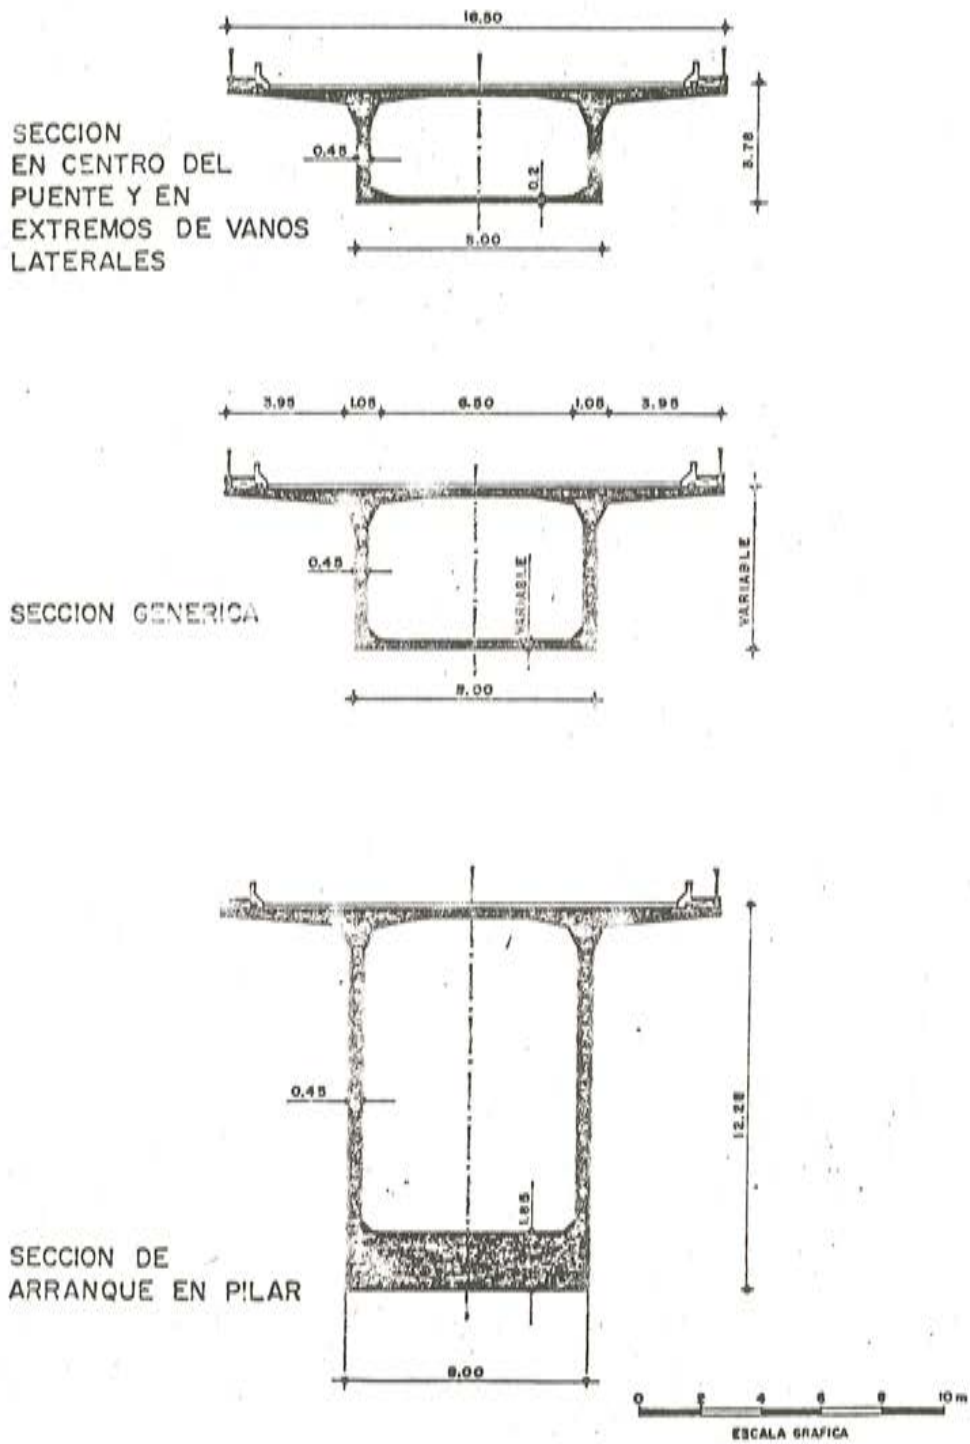 16.50
SECCION
EN CENTRO DEL
PUENTE Y EN
EXTREMOS DE VANOS
LATERALES
0.45
0.2
3.78
8.00
3.95 1.05 6.50 1.05 3.95
0.45
VARIABLE
VARIABLE
SECCION GENERICA
8.00
0.45
12.28
1.85
SECCION DE
ARRANQUE EN PILAR
8.00
0 2 4 6 8 10 m
ESCALA GRAFICA